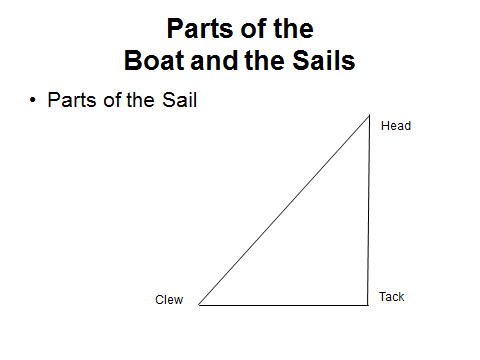 Parts of the
Boat and the Sails
• Parts of the Sail
Head
Clew
Tack